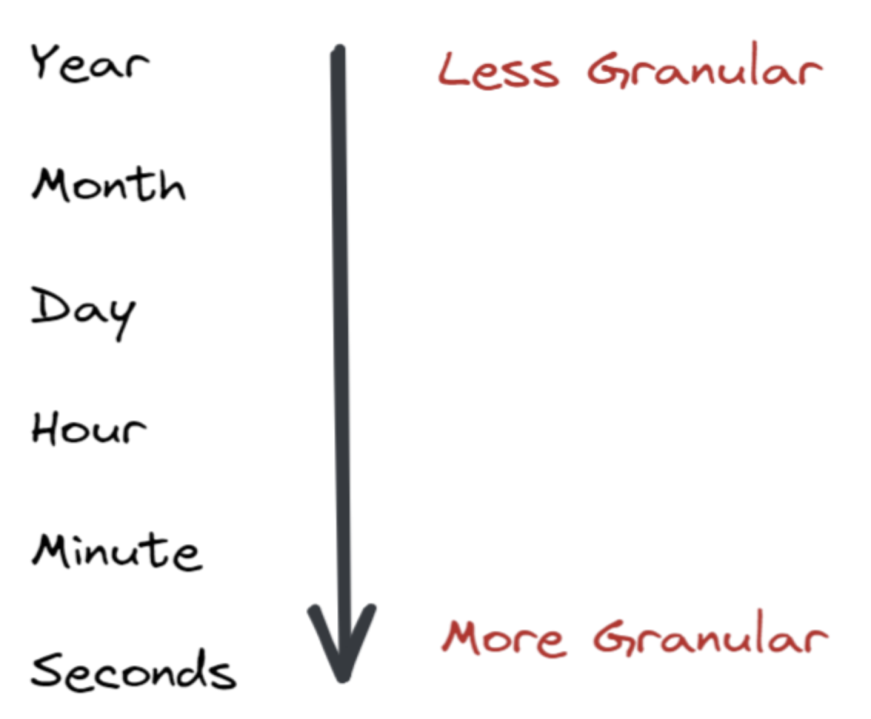 Year
Less Granular
Month
Day
Hour
Minute
More Granular
Seconds